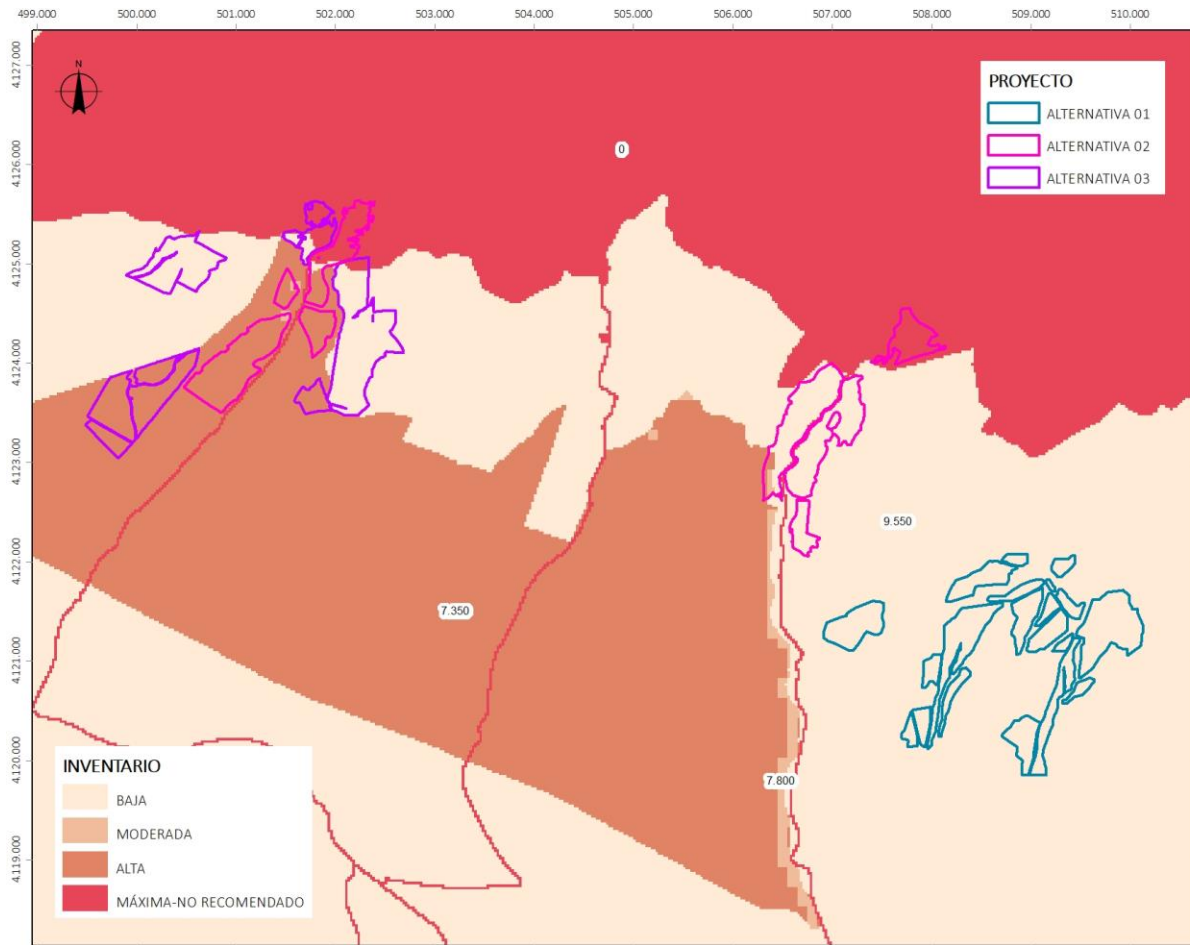 499.000 500.000 501.000 502.000 503.000 504.000 505.000 506.000 507.000 508.000 509.000 510.000
4.127.000
N
PROYECTO
ALTERNATIVA 01
ALTERNATIVA 02
ALTERNATIVA 03
0
4.126.000
4.125.000
4.124.000
4.123.000
9.550
4.122.000
7.350
4.121.000
4.120.000
7.800
INVENTARIO
BAJA
MODERADA
4.119.000
ALTA
MÁXIMA-NO RECOMENDADO